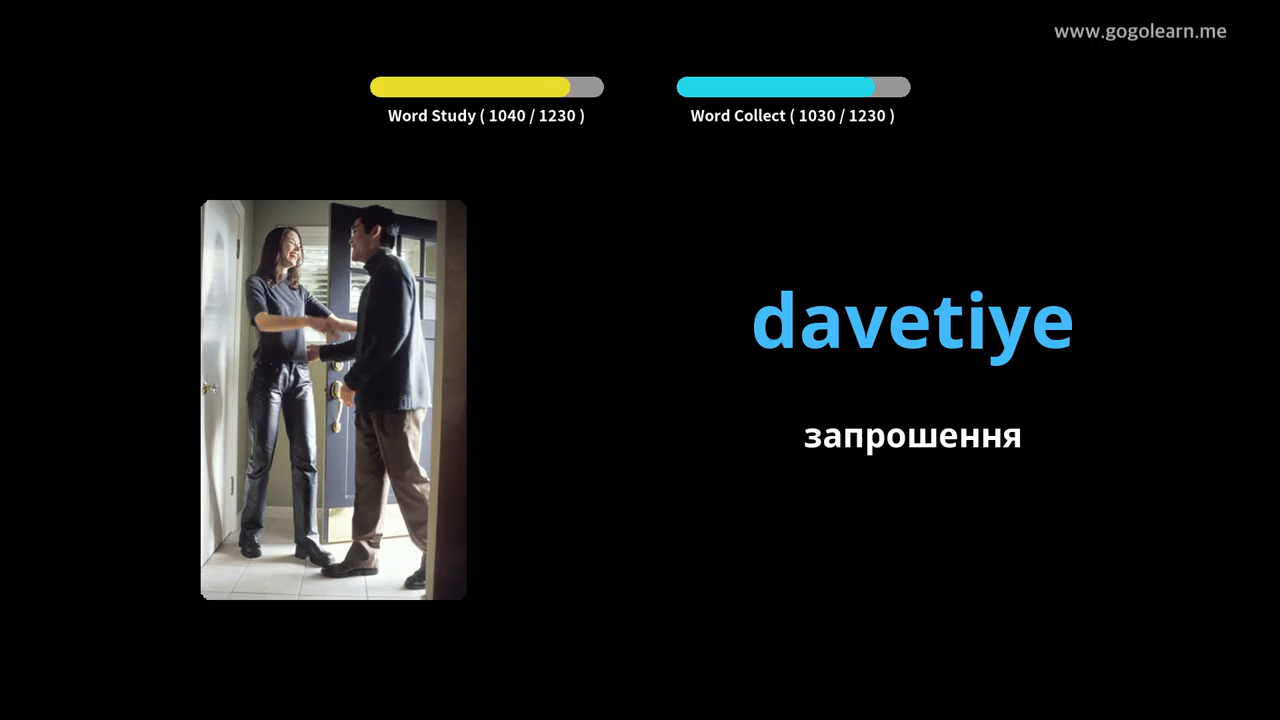 www.gogolearn.me
Word Study ( 1040 / 1230 )
Word Collect ( 1030 / 1230 )
davetiye
запрошення